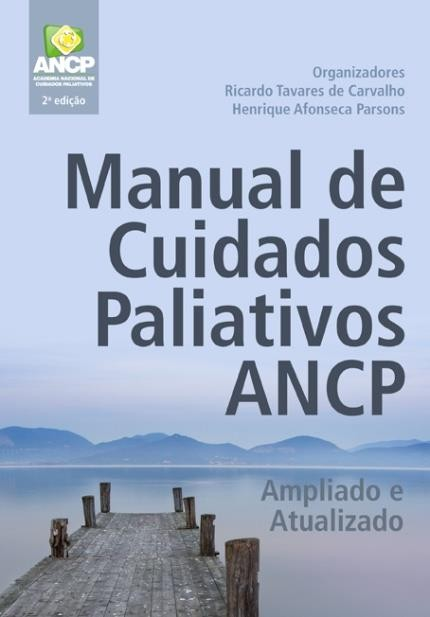 ANCP
ACADEMIA NACIONAL DE
CUIDADOS PALIATIVOS
2ª edição
Organizadores
Ricardo Tavares de Carvalho
Henrique Afonseca Parsons
Manual de
Cuidados
Paliativos
ANCP
Ampliado e
Atualizado